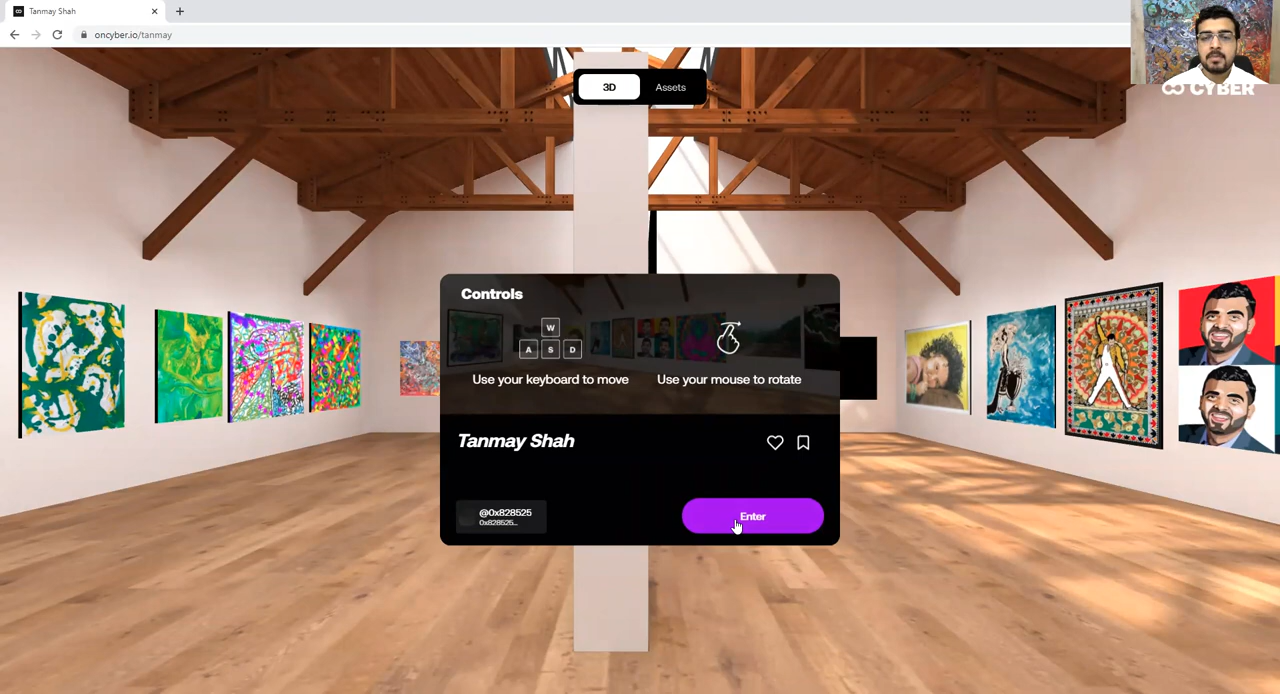 Tanmay Shah
oncyber.io/tanmay
3D
Assets
CYBER
Controls
W
A S D
Use your keyboard to move
Use your mouse to rotate
Tanmay Shah
@0x828525
0x828525...
Enter